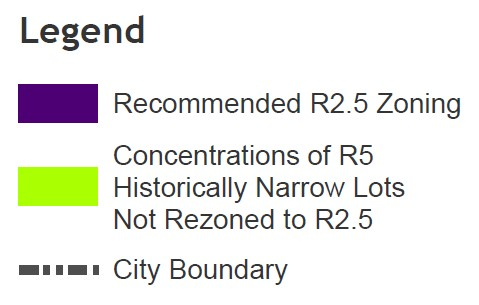 Legend
Recommended R2.5 Zoning
Concentrations of R5
Historically Narrow Lots
Not Rezoned to R2.5
City Boundary